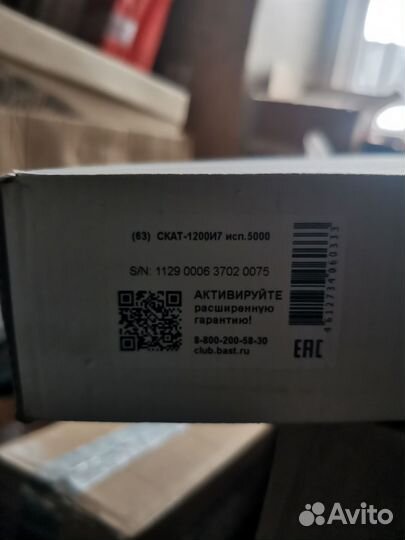 (63) СКАТ-1200И7 исп.5000
S/N: 1129 0006 3702 0075
АКТИВИРУЙТЕ
расширенную
гарантию!
8-800-200-58-30
club.bast.ru
4612734060333
EAC
Avito